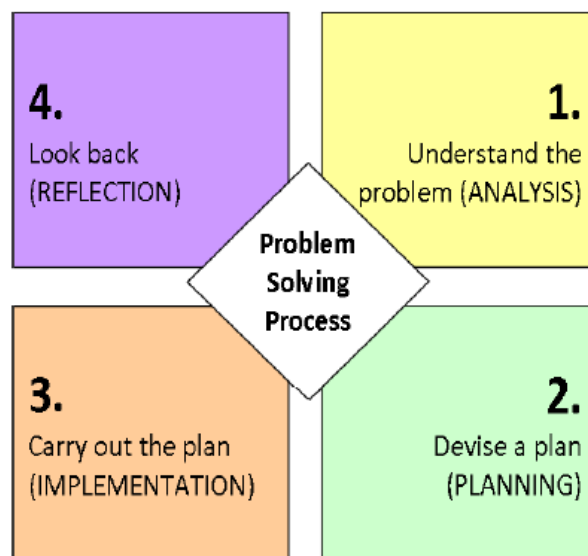 4.
Look back
(REFLECTION)
1.
Understand the
problem (ANALYSIS)
Problem
Solving
Process
3.
Carry out the plan
(IMPLEMENTATION)
2.
Devise a plan
(PLANNING)